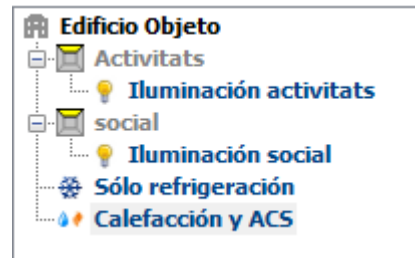 Edificio Objeto
Activitats
Iluminación activitats
social
Iluminación social
Sólo refrigeración
Calefacción y ACS